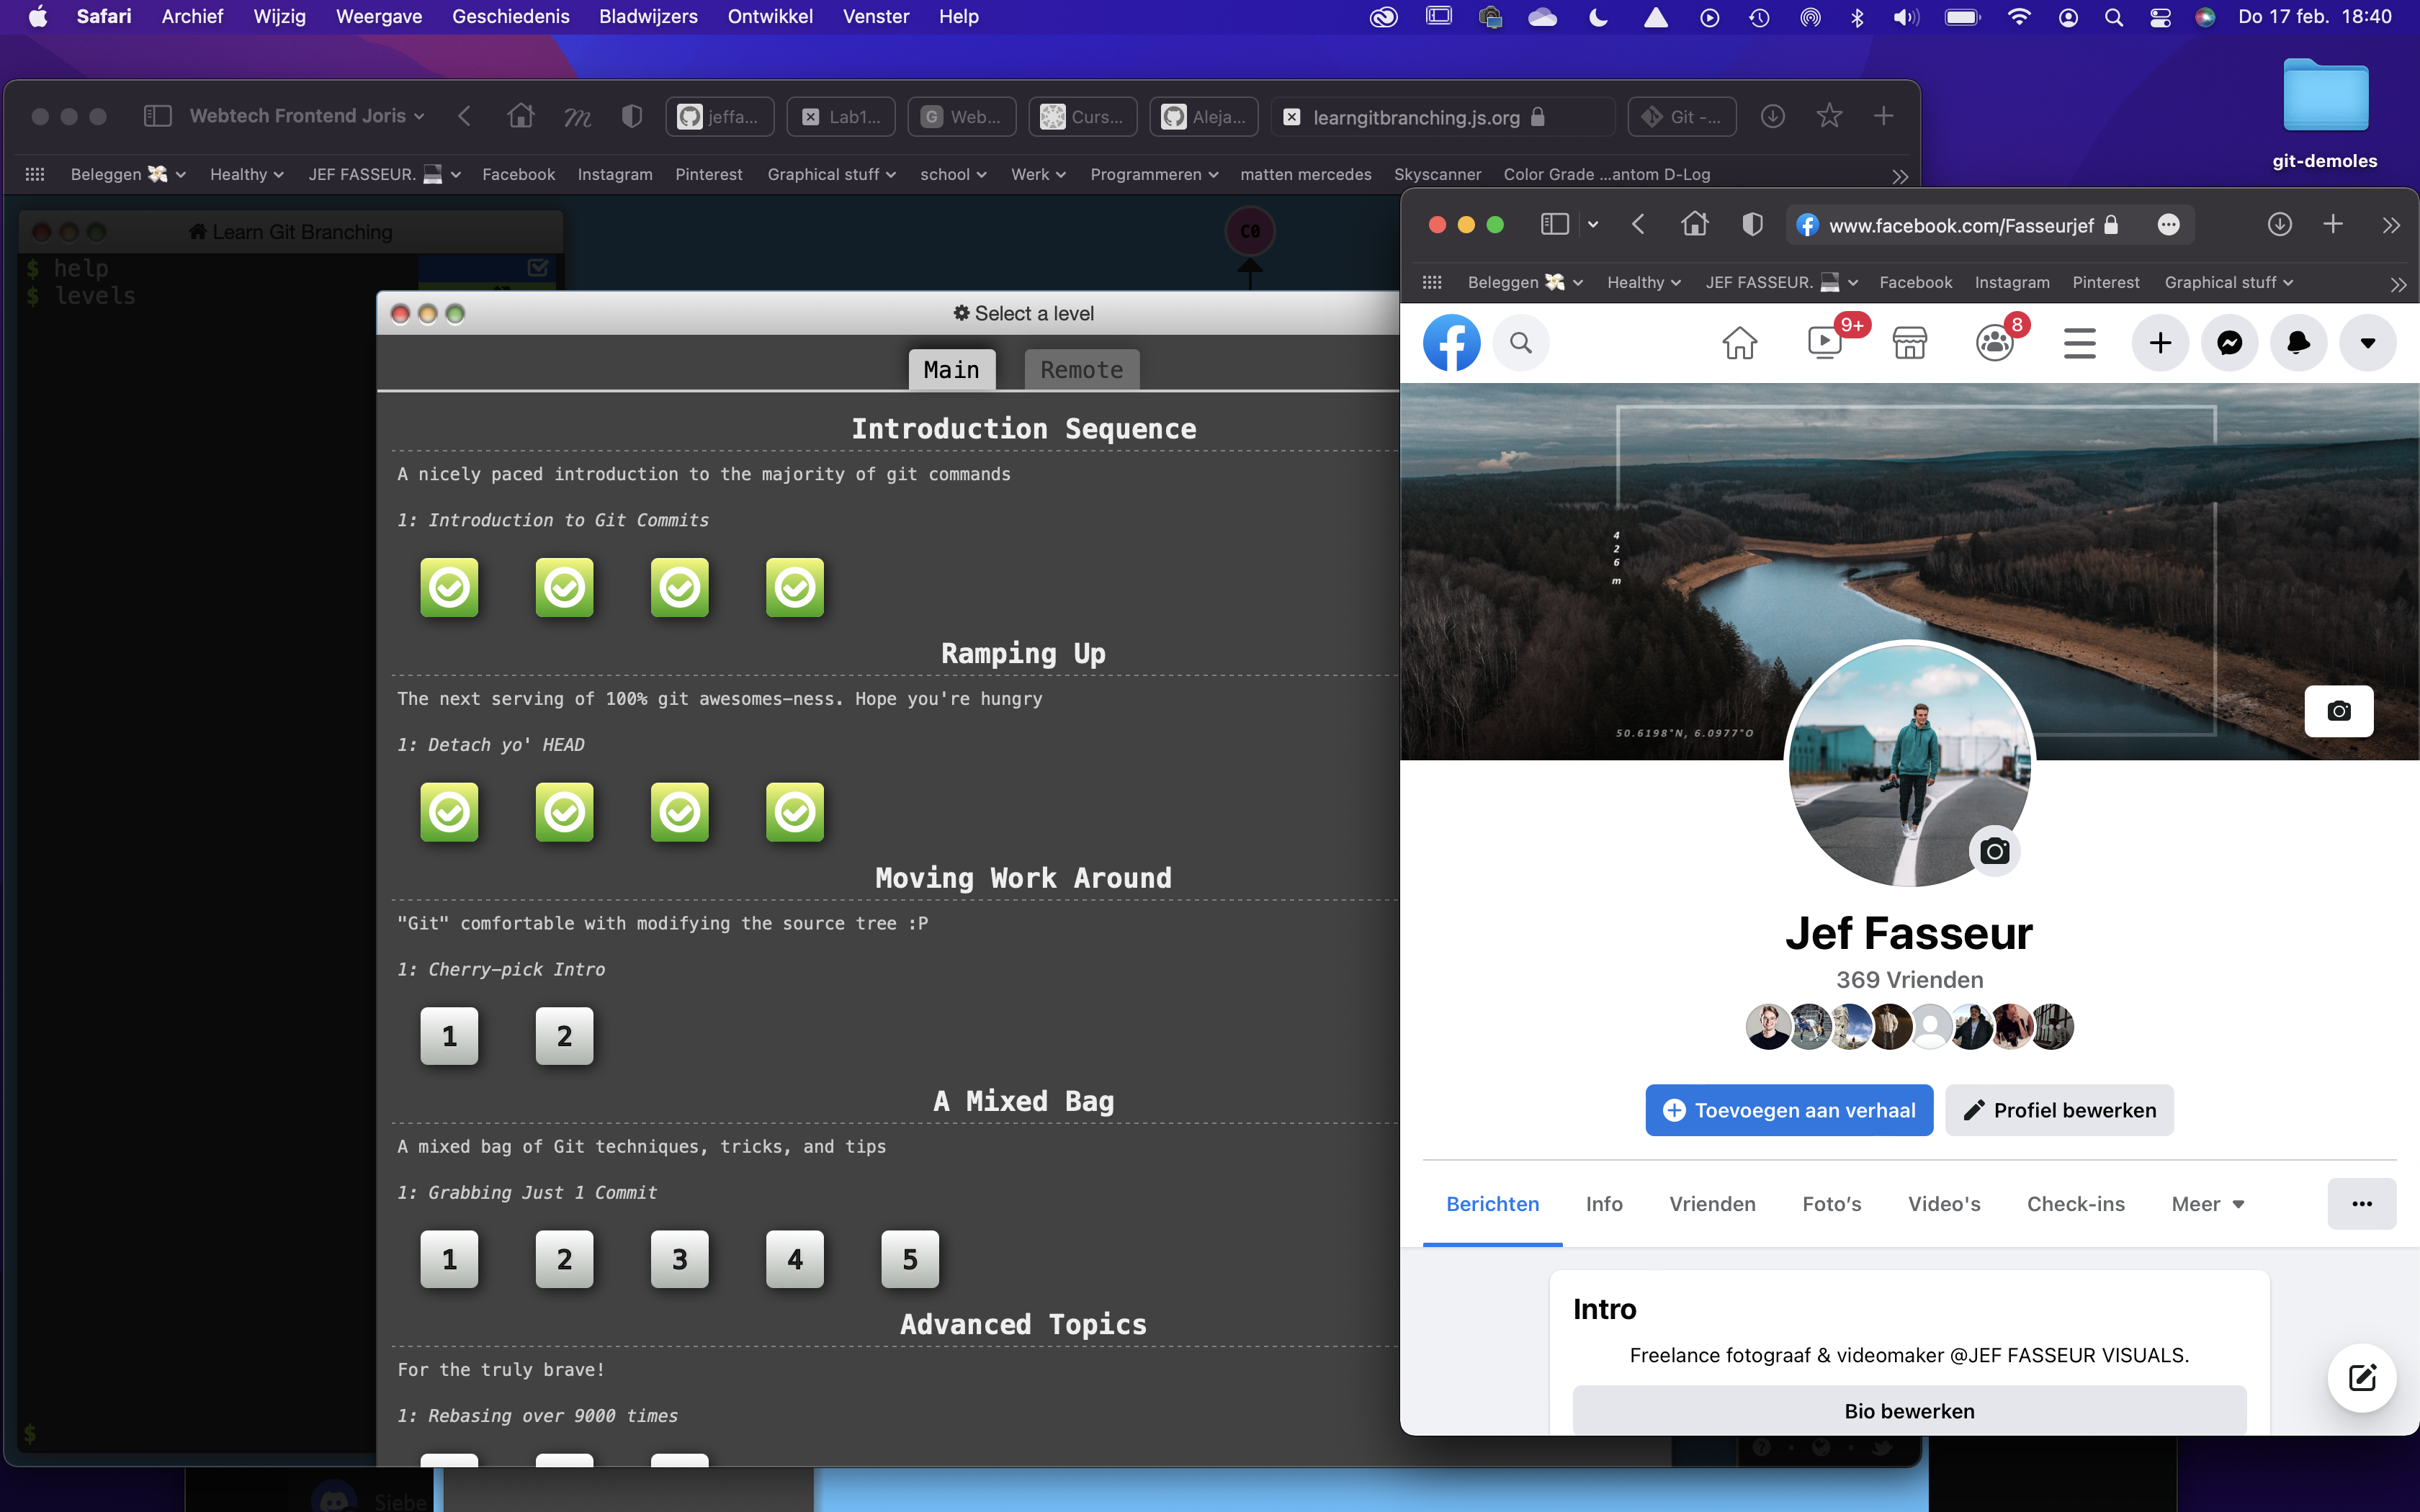 Safari Archief Wijzig Weergave Geschiedenis Bladwijzers Ontwikkel Venster Help Do 17 feb. 18:40
git-demoles
Webtech Frontend Joris jeffa... Lab1... G Web... Curs... Aleja... learngitbranching.js.org Git -...
Beleggen Healthy JEF FASSEUR. Facebook Instagram Pinterest Graphical stuff school Werk Programmeren matten mercedes Skyscanner Color Grade ...antom D-Log
Learn Git Branching
$ help
$ levels
$
C0
Select a level
Main Remote
Introduction Sequence
A nicely paced introduction to the majority of git commands
1: Introduction to Git Commits
Ramping Up
The next serving of 100% git awesomes-ness. Hope you're hungry
1: Detach yo' HEAD
Moving Work Around
"Git" comfortable with modifying the source tree :P
1: Cherry-pick Intro
1 2
A Mixed Bag
A mixed bag of Git techniques, tricks, and tips
1: Grabbing Just 1 Commit
1 2 3 4 5
Advanced Topics
For the truly brave!
1: Rebasing over 9000 times
Siebe
www.facebook.com/Fasseurjef
Beleggen Healthy JEF FASSEUR. Facebook Instagram Pinterest Graphical stuff
9+ 8
426 m
50.6198°N, 6.0977°O
Jef Fasseur
369 Vrienden
Toevoegen aan verhaal Profiel bewerken
Berichten Info Vrienden Foto's Video's Check-ins Meer
Intro
Freelance fotograaf & videomaker @JEF FASSEUR VISUALS.
Bio bewerken